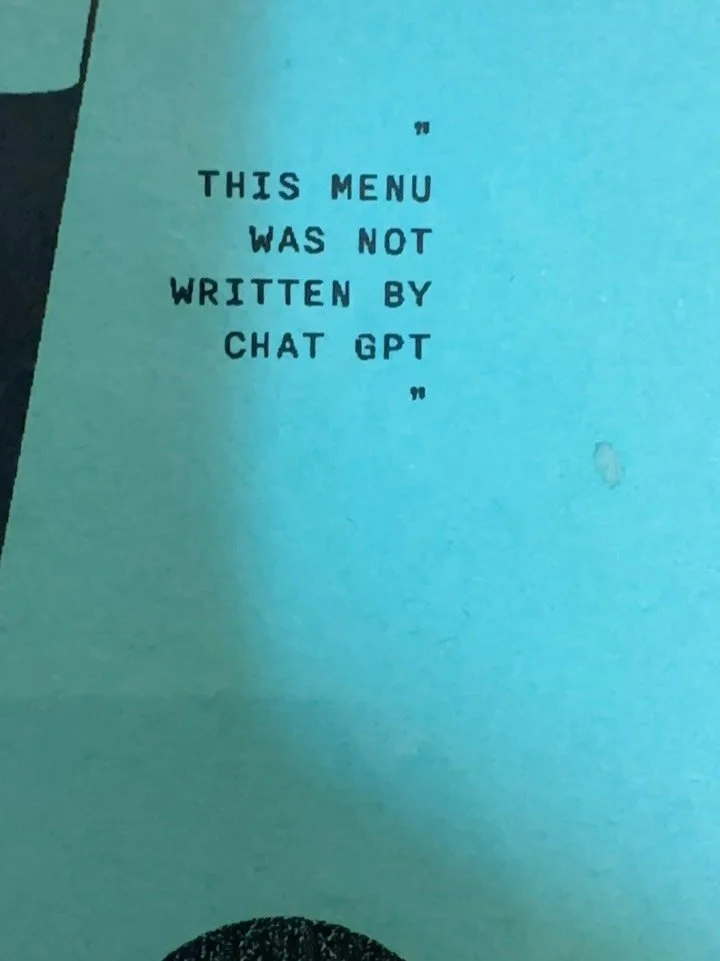 "
THIS MENU
WAS NOT
WRITTEN BY
CHAT GPT
"